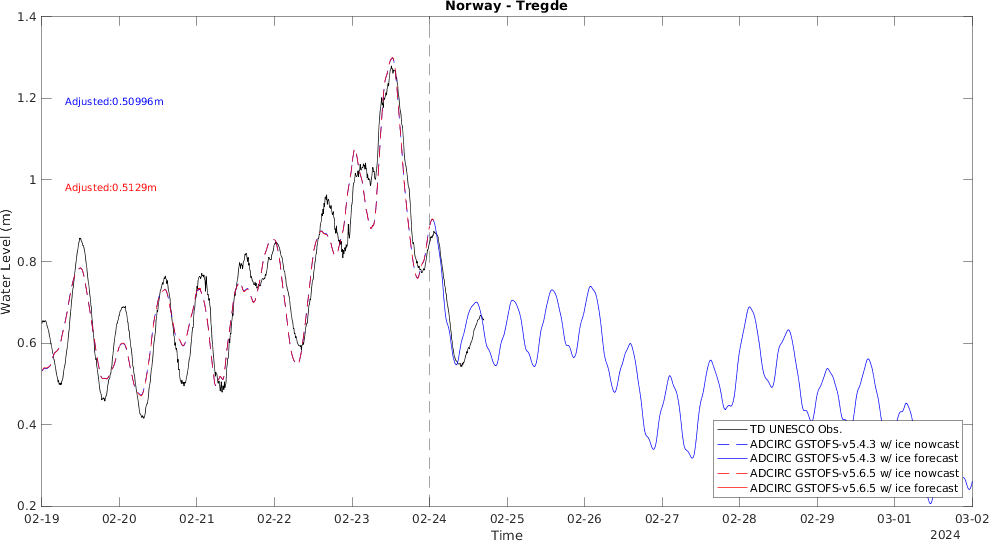 Norway - Tregde
1.4
1.2
1
0.8
0.6
0.4
0.2
Water Level (m)
Adjusted:0.50996m
Adjusted:0.5129m
TD UNESCO Obs.
ADCIRC GSTOFS-v5.4.3 w/ ice nowcast
ADCIRC GSTOFS-v5.4.3 w/ ice forecast
ADCIRC GSTOFS-v5.6.5 w/ ice nowcast
ADCIRC GSTOFS-v5.6.5 w/ ice forecast
02-19 02-20 02-21 02-22 02-23 02-24 02-25 02-26 02-27 02-28 02-29 03-01 03-02
Time
2024